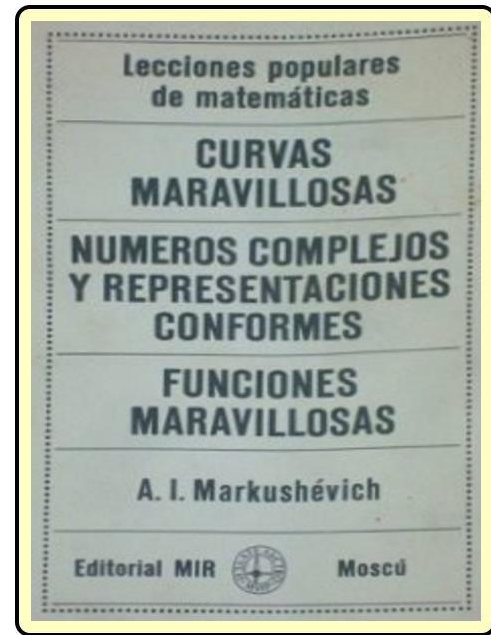 Lecciones populares
de matemáticas
CURVAS
MARAVILLOSAS
NUMEROS COMPLEJOS
Y REPRESENTACIONES
CONFORMES
FUNCIONES
MARAVILLOSAS
A. I. Markushévich
Editorial MIR Moscú